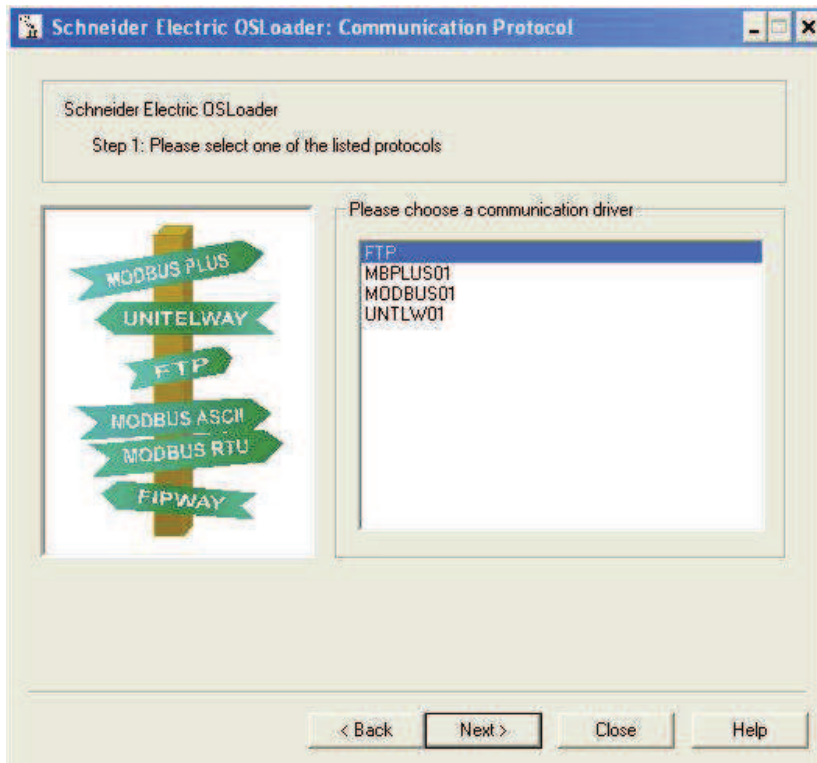 Schneider Electric OSLoader: Communication Protocol
Schneider Electric OSLoader
Step 1: Please select one of the listed protocols
MODBUS PLUS
UNITELWAY
FTP
MODBUS ASCII
MODBUS RTU
FIPWAY
Please choose a communication driver
FTP
MBPLUS01
MODBUS01
UNTLW01
< Back
Next >
Close
Help